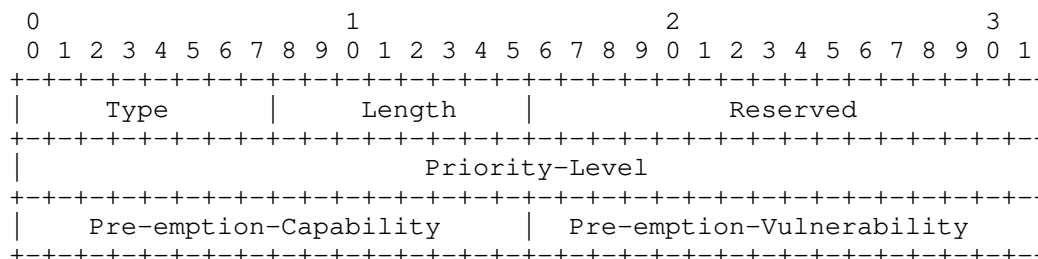 0                   1                   2                   3
0 1 2 3 4 5 6 7 8 9 0 1 2 3 4 5 6 7 8 9 0 1 2 3 4 5 6 7 8 9 0 1
+-+-+-+-+-+-+-+-+-+-+-+-+-+-+-+-+-+-+-+-+-+-+-+-+-+-+-+-+-+-+-+-
|     Type      |     Length    |            Reserved
+-+-+-+-+-+-+-+-+-+-+-+-+-+-+-+-+-+-+-+-+-+-+-+-+-+-+-+-+-+-+-+-
|                         Priority-Level
+-+-+-+-+-+-+-+-+-+-+-+-+-+-+-+-+-+-+-+-+-+-+-+-+-+-+-+-+-+-+-+-
|    Pre-emption-Capability     |  Pre-emption-Vulnerability
+-+-+-+-+-+-+-+-+-+-+-+-+-+-+-+-+-+-+-+-+-+-+-+-+-+-+-+-+-+-+-+-